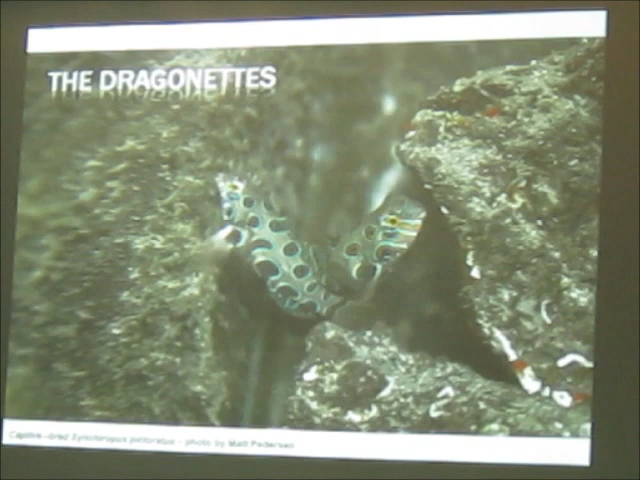 THE DRAGONETTES
Captive-bred Synchiropus picturatus - photo by Matt Pedersen